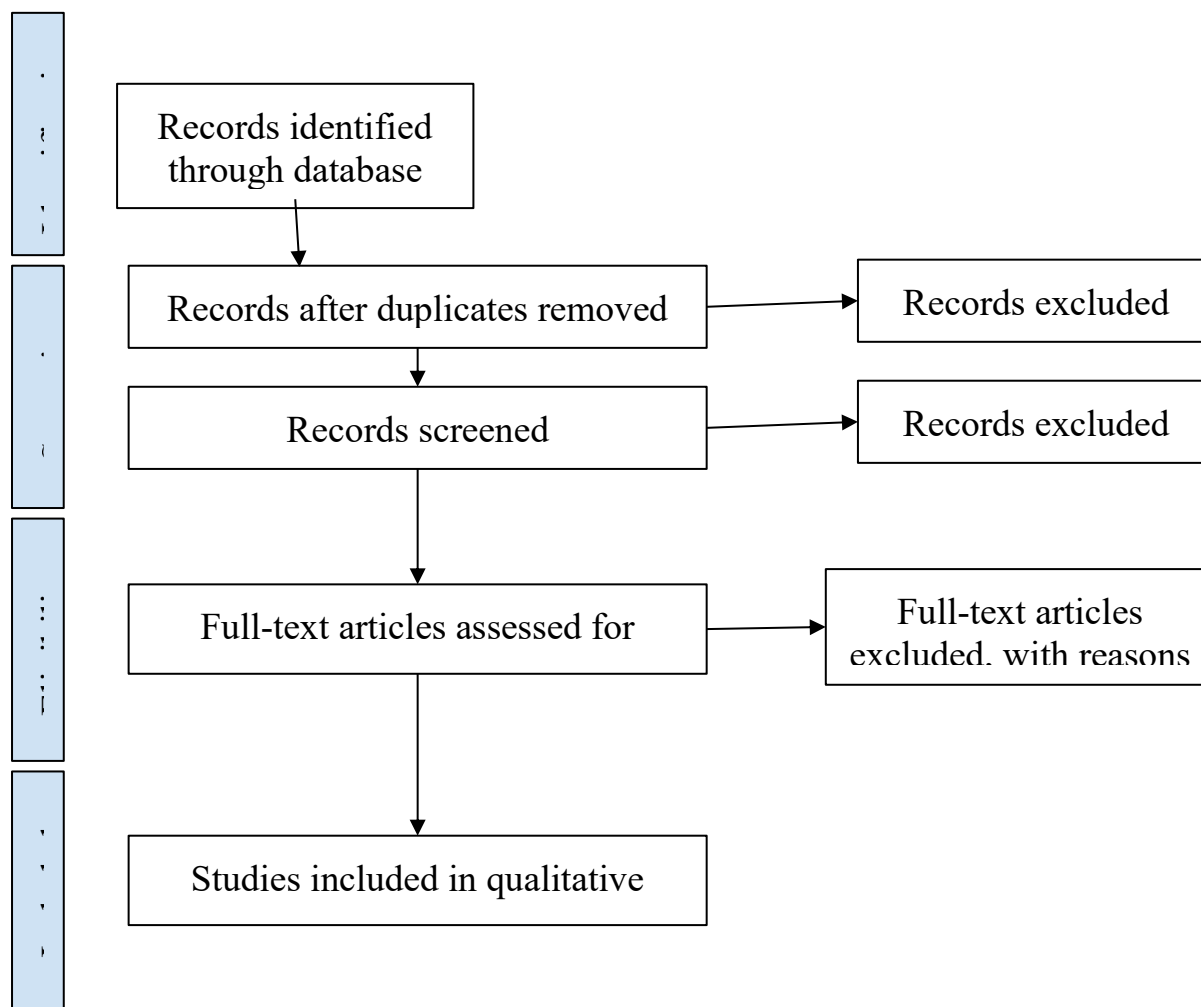 Records identified
through database
Records after duplicates removed
Records excluded
Records screened
Records excluded
Full-text articles assessed for
Full-text articles
excluded, with reasons
Studies included in qualitative